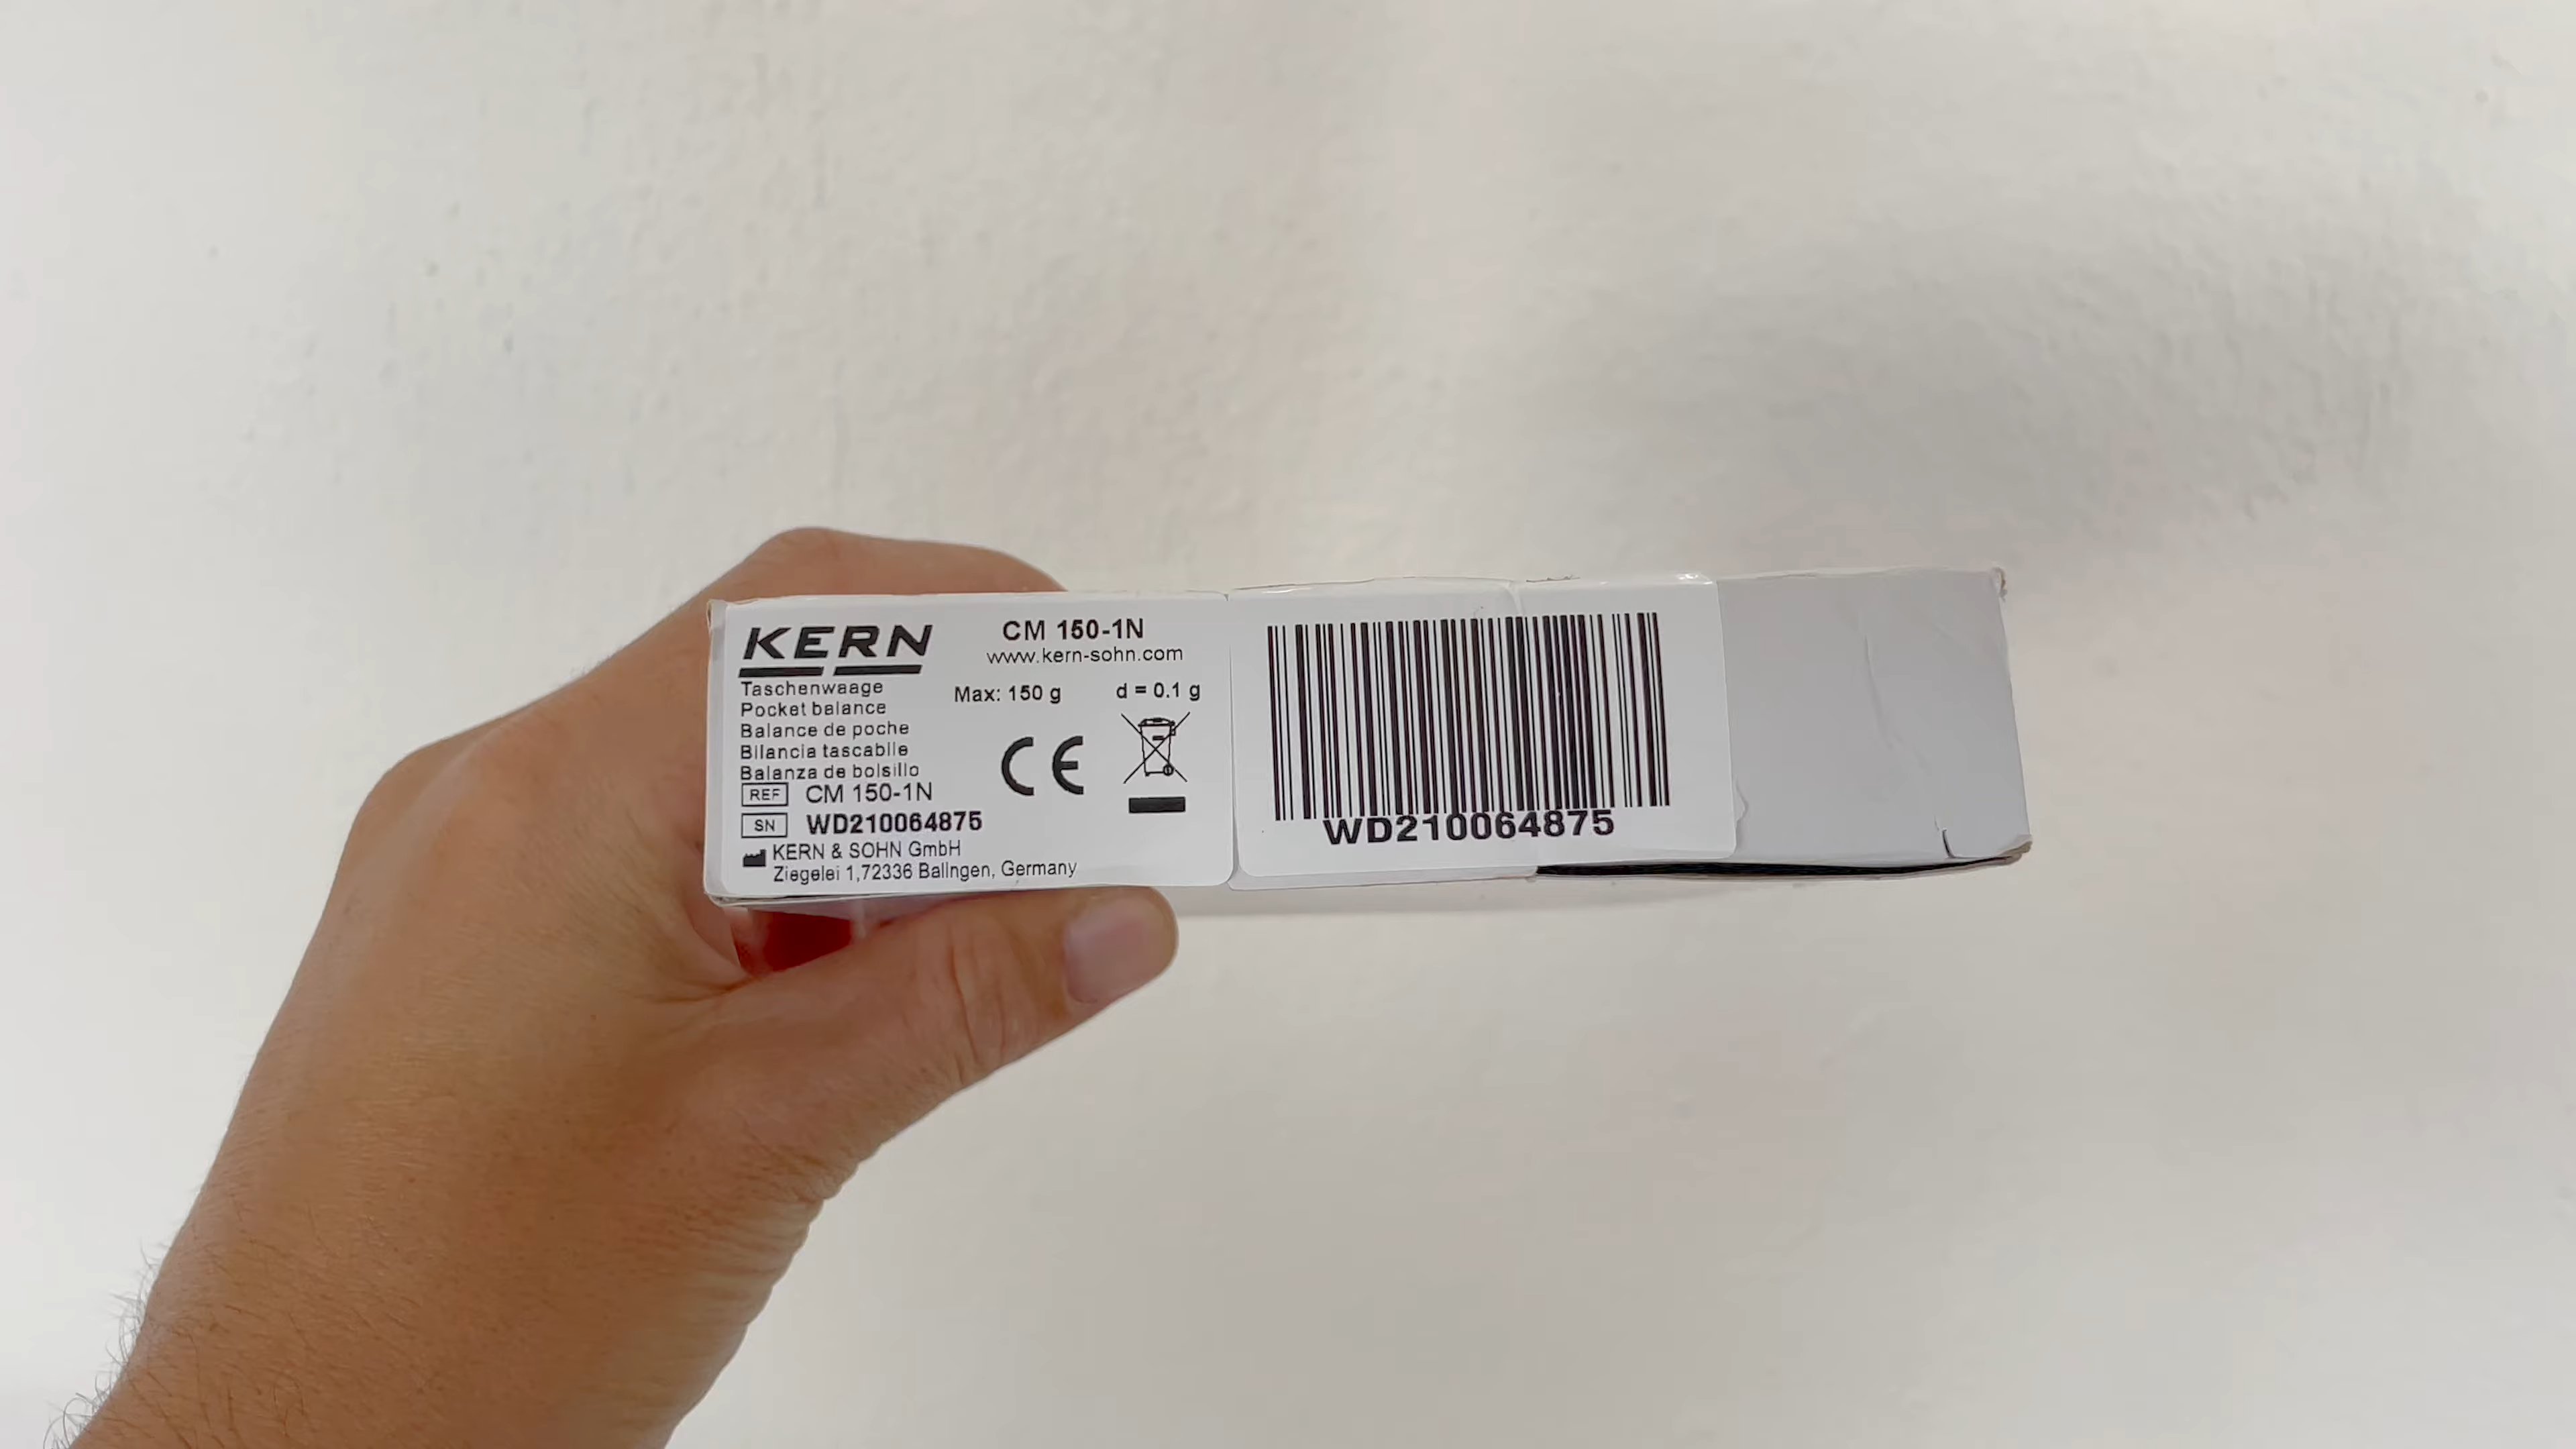 KERN
CM 150-1N
www.kern-sohn.com
Max: 150 g d = 0.1 g
Taschenwaage
Pocket balance
Balance de poche
Bilancia tascabile
Balanza de bolsillo
REF CM 150-1N
SN WD210064875
KERN & SOHN GmbH
Ziegelei 1,72336 Balingen, Germany
CE
WD210064875